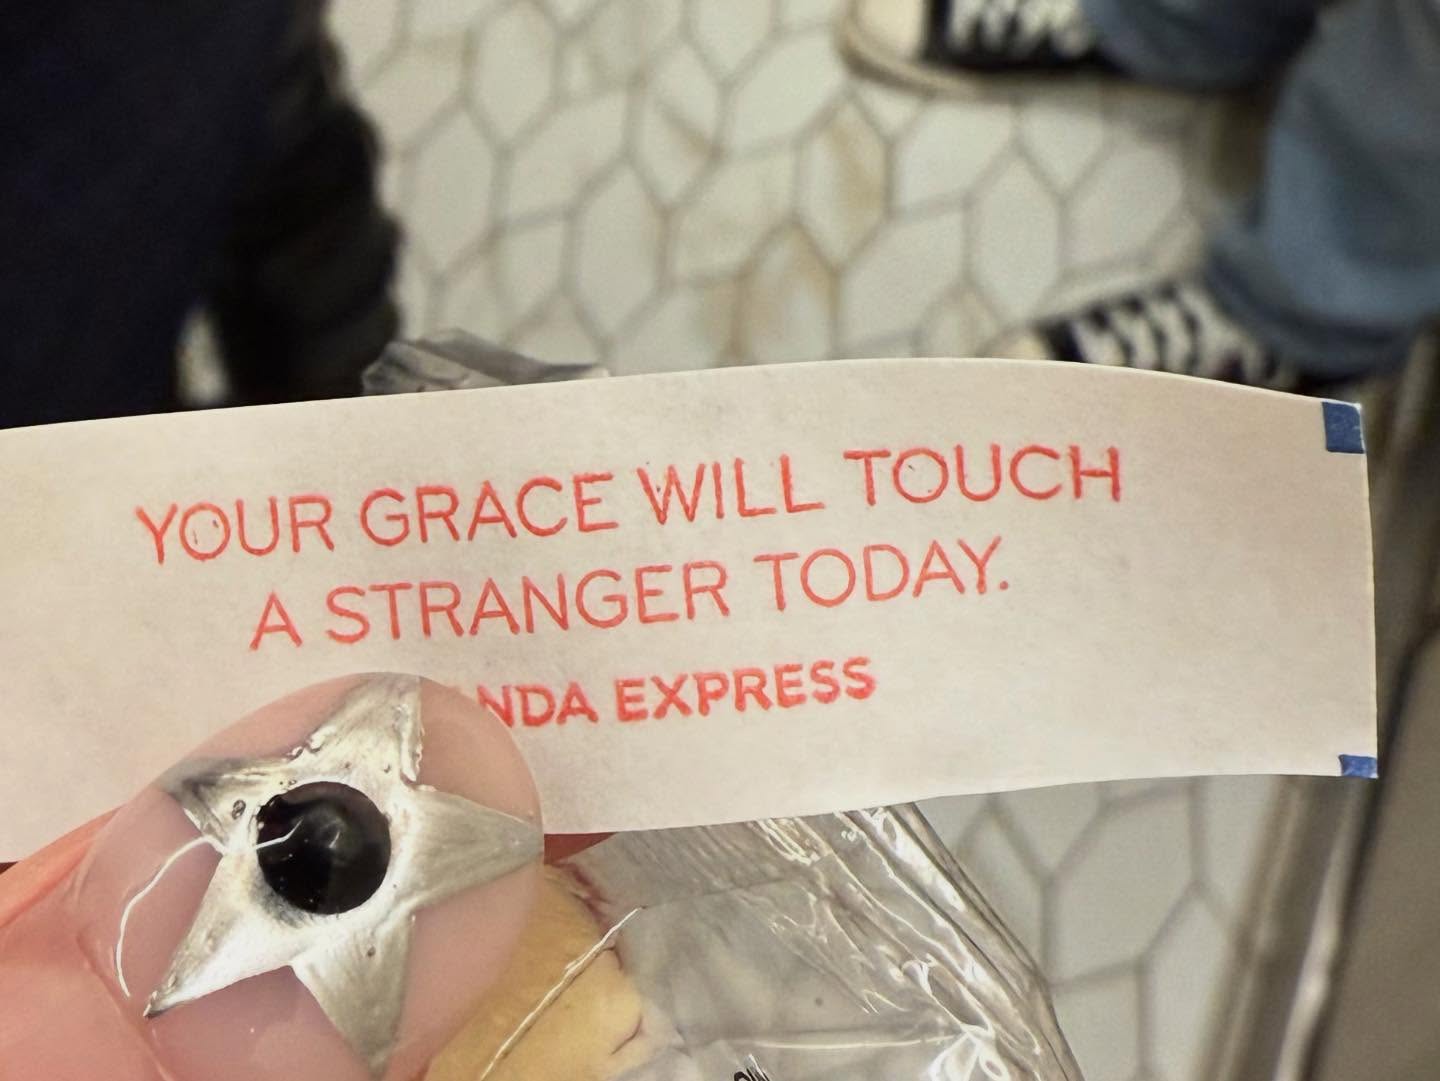 YOUR GRACE WILL TOUCH
A STRANGER TODAY.
NDA EXPRESS